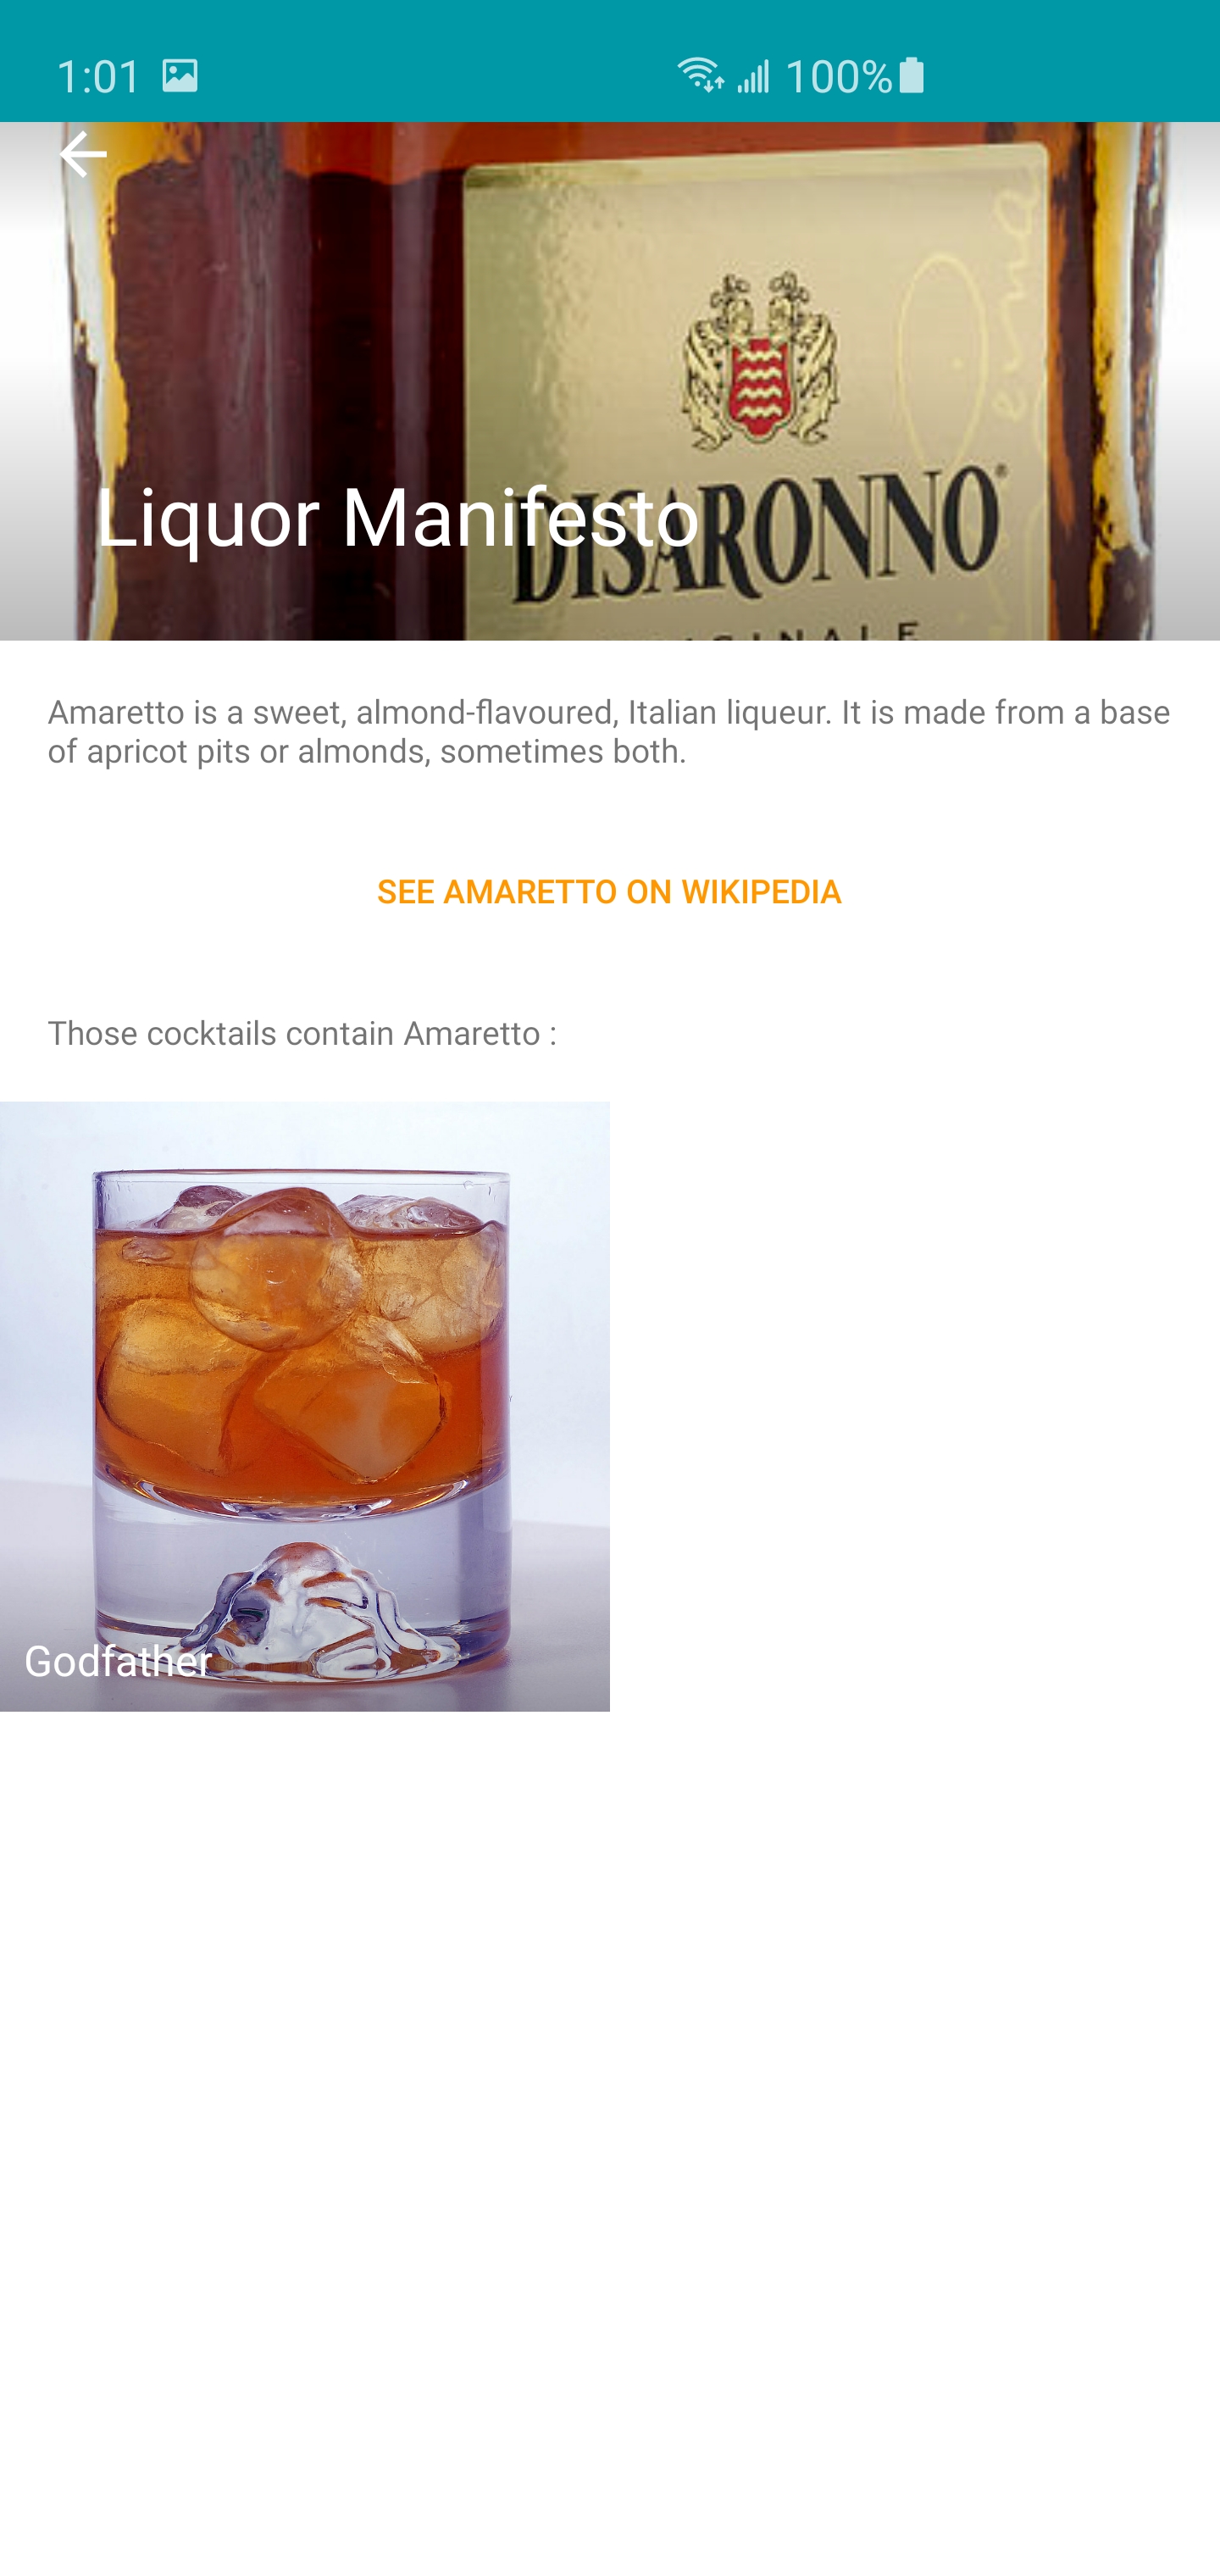 1:01 100%
DISARONNO®
Liquor Manifesto
Amaretto is a sweet, almond-flavoured, Italian liqueur. It is made from a base
of apricot pits or almonds, sometimes both.
SEE AMARETTO ON WIKIPEDIA
Those cocktails contain Amaretto :
Godfather